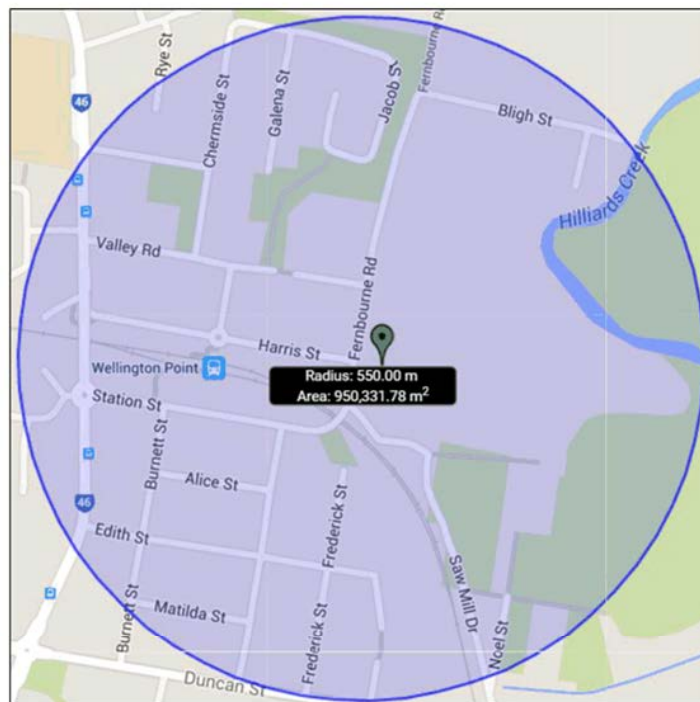 46
Rye St
Chermside St
Galena St
Jacob St
Fernbourne Rd
Bligh St
Hilliards Creek
Valley Rd
Fernbourne Rd
Harris St
Wellington Point
Radius: 550.00 m
Area: 950,331.78 m²
Station St
Burnett St
Alice St
46
Edith St
Frederick St
Saw Mill Dr
Burnett St
Matilda St
Frederick St
Noel St
Duncan St